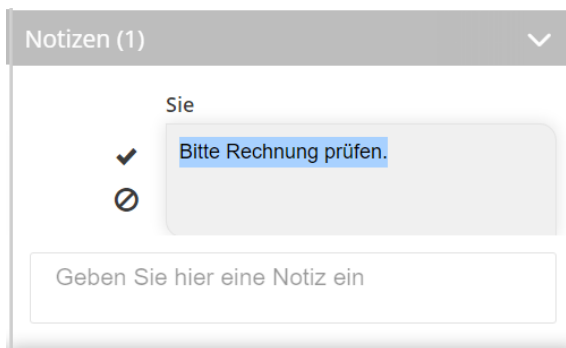 Notizen (1)
Sie
Bitte Rechnung prüfen.
Geben Sie hier eine Notiz ein